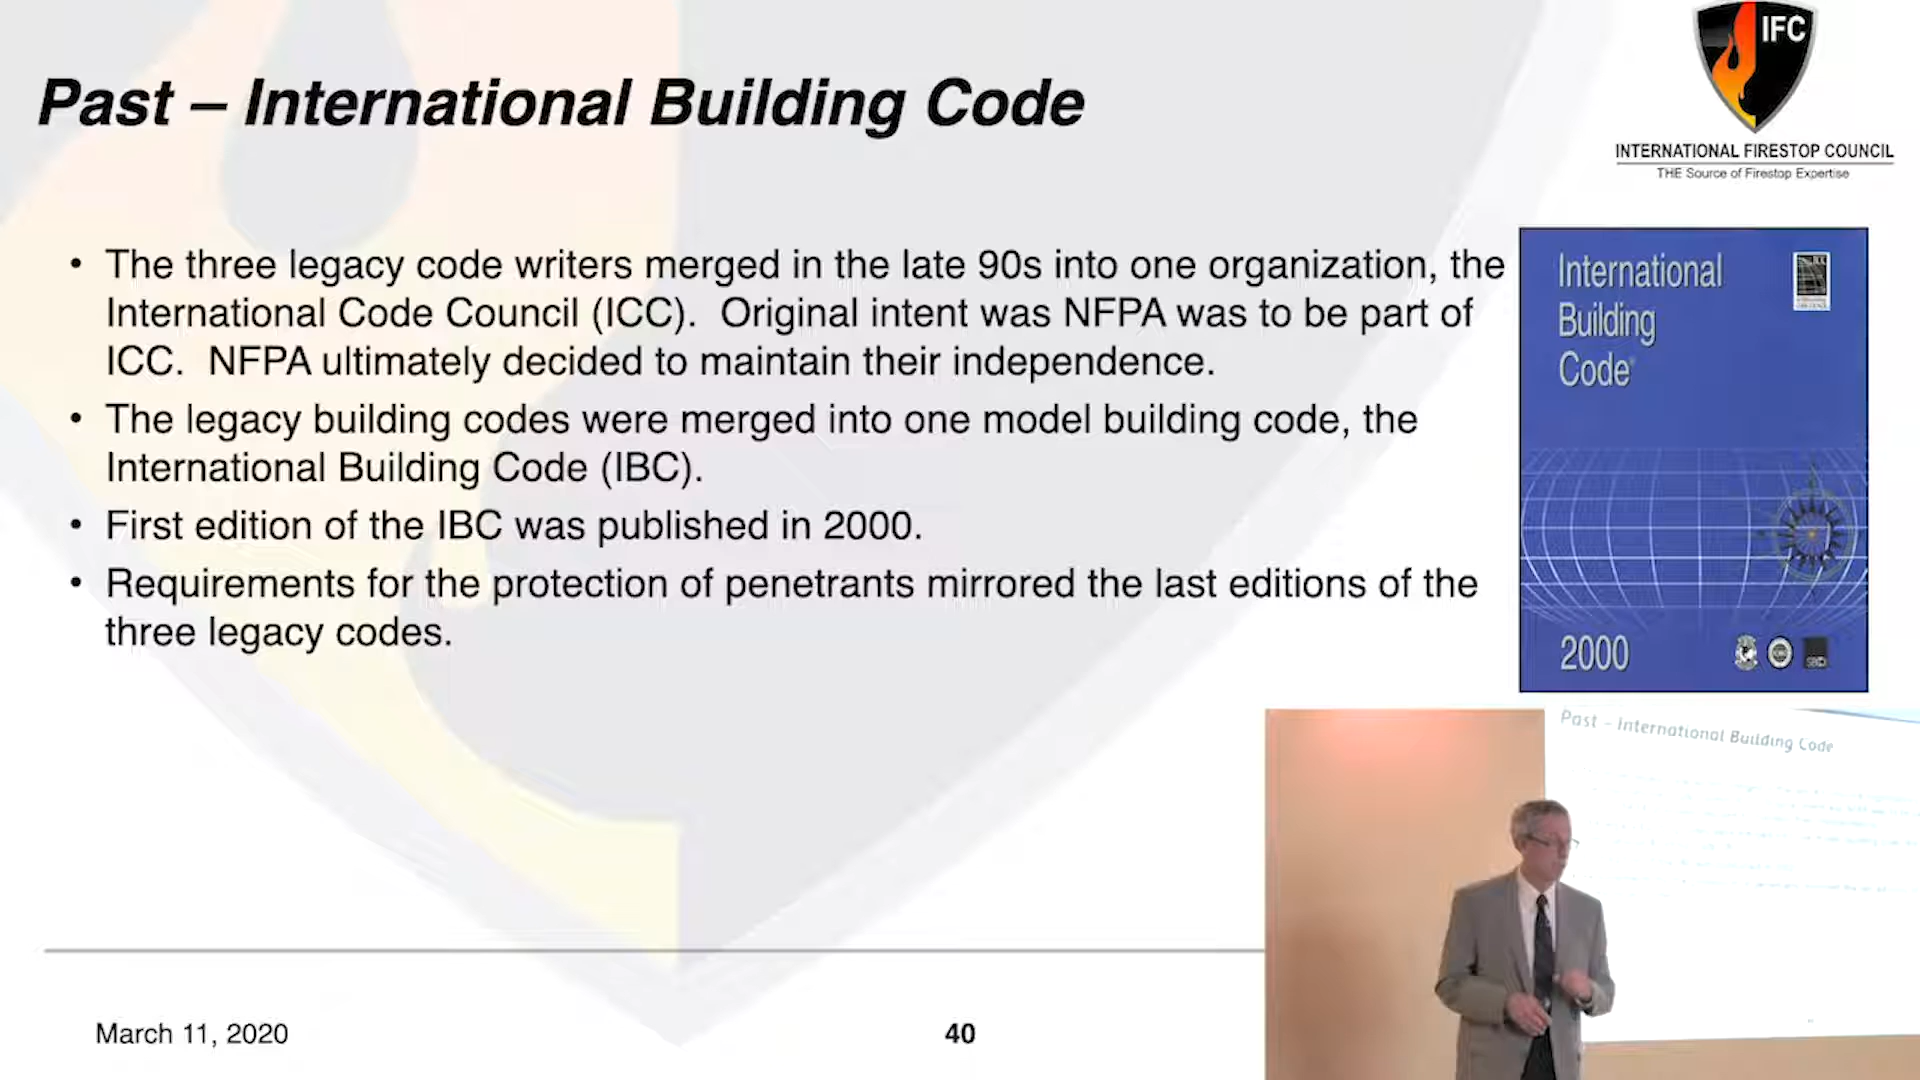 Past – International Building Code
IFC
INTERNATIONAL FIRESTOP COUNCIL
THE Source of Firestop Expertise
• The three legacy code writers merged in the late 90s into one organization, the
International Code Council (ICC).  Original intent was NFPA was to be part of
ICC.  NFPA ultimately decided to maintain their independence.
• The legacy building codes were merged into one model building code, the
International Building Code (IBC).
• First edition of the IBC was published in 2000.
• Requirements for the protection of penetrants mirrored the last editions of the
three legacy codes.
International
Building
Code®
2000
Past – International Building Code
March 11, 2020
40